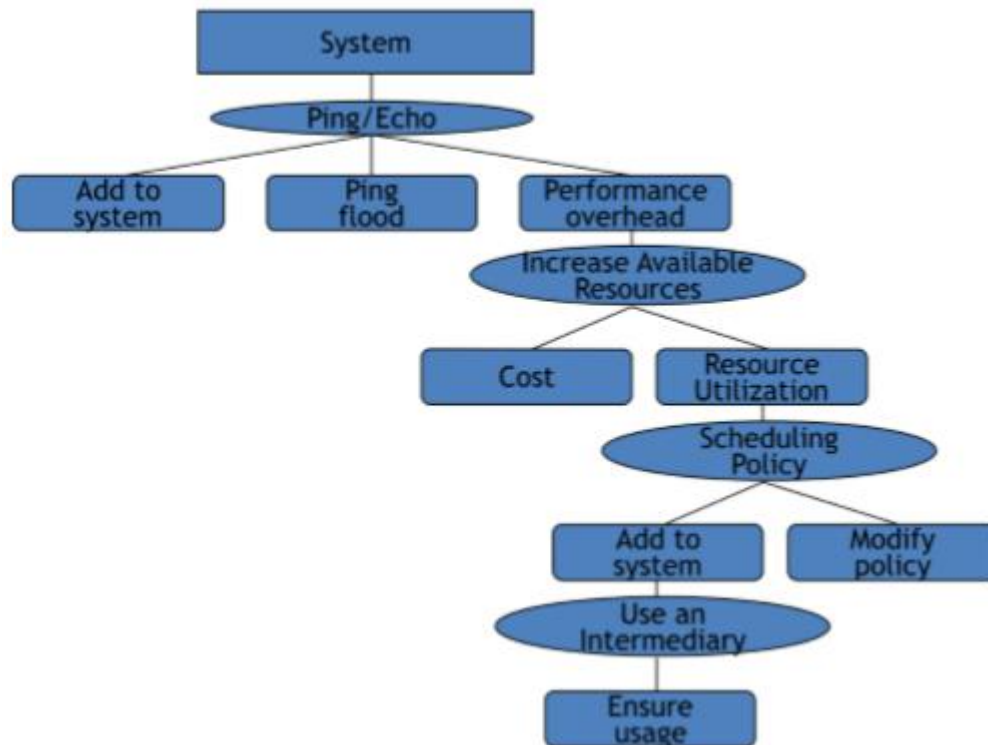 System
Ping/Echo
Add to
system
Ping
flood
Performance
overhead
Increase Available
Resources
Cost
Resource
Utilization
Scheduling
Policy
Add to
system
Modify
policy
Use an
Intermediary
Ensure
usage